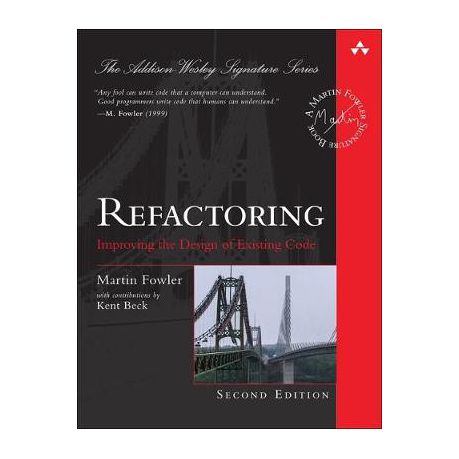 The Addison Wesley Signature Series
"Any fool can write code that a computer can understand.
Good programmers write code that humans can understand."
—M. Fowler (1999)
A MARTIN FOWLER SIGNATURE BOOK
Martin
REFACTORING
Improving the Design of Existing Code
Martin Fowler
with contributions by
Kent Beck
SECOND EDITION